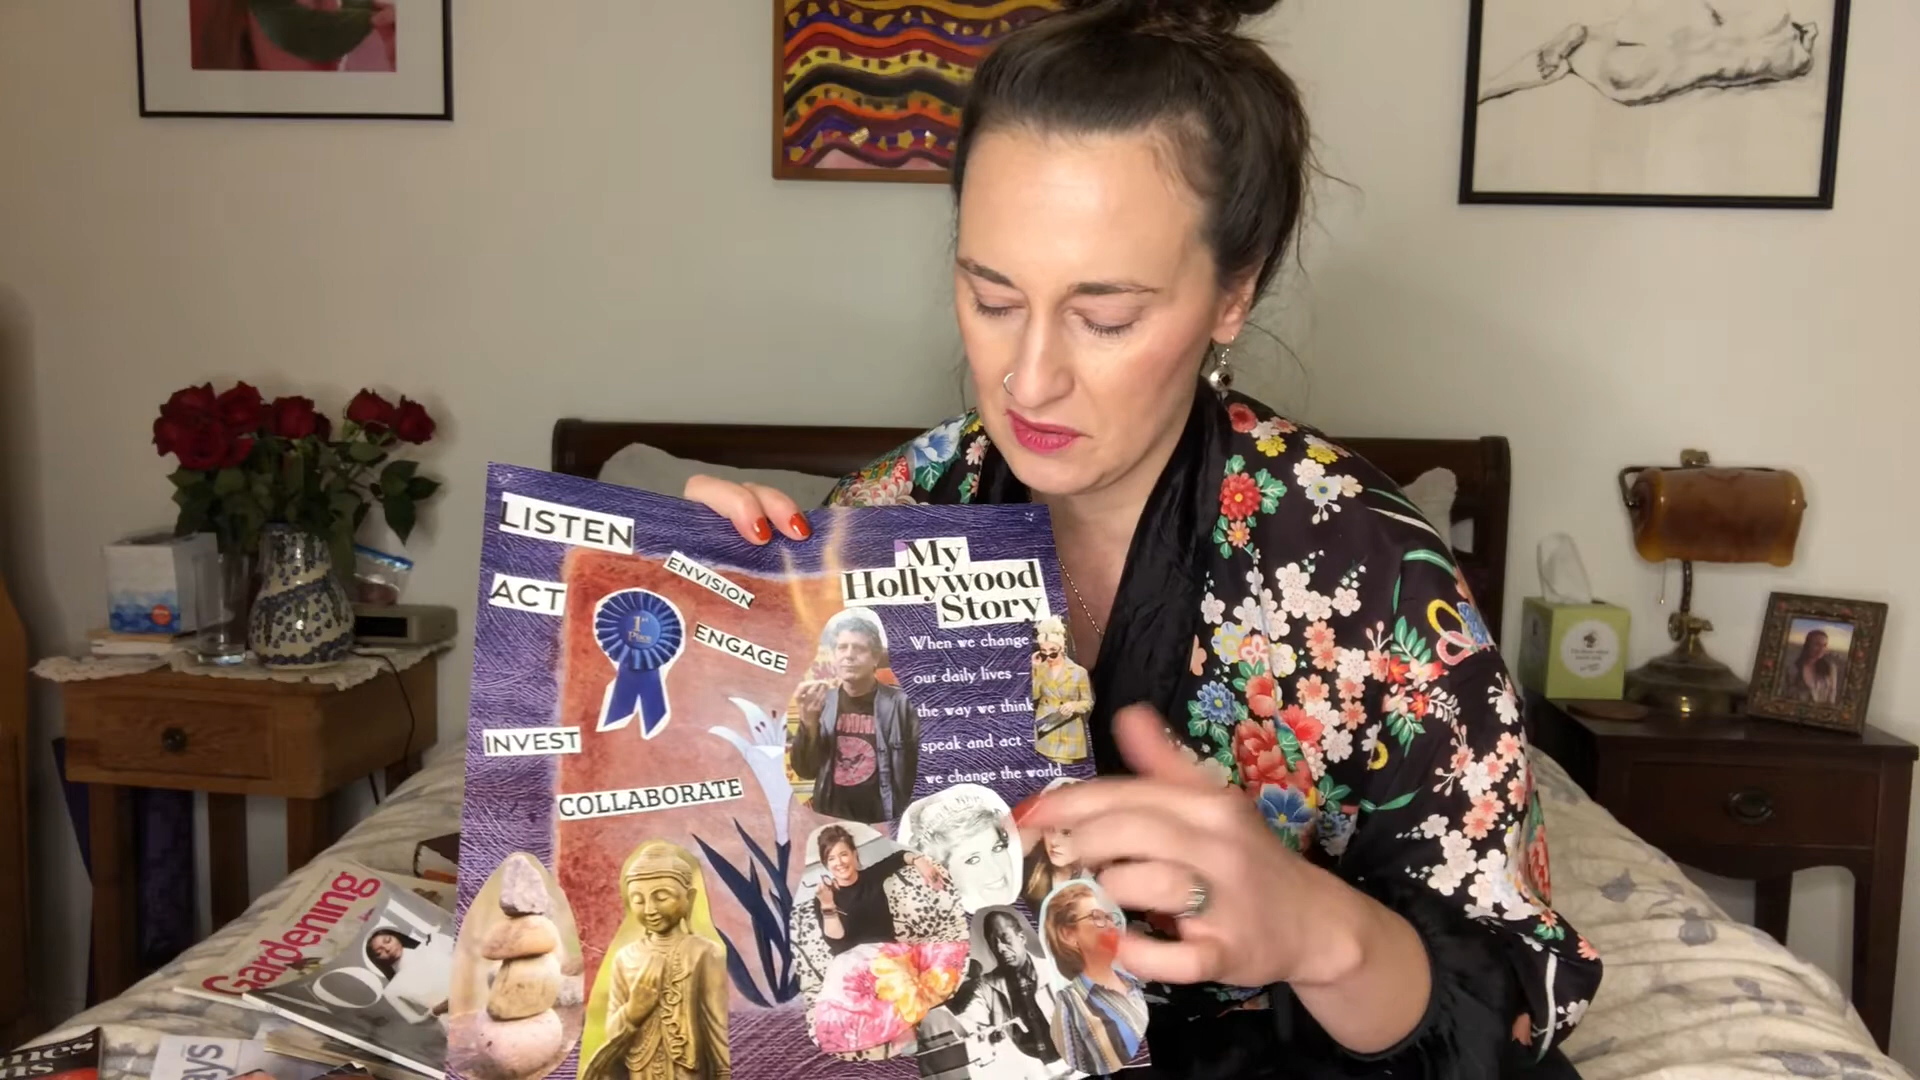 LISTEN
ACT
ENVISION
ENGAGE
INVEST
COLLABORATE
1st
Place
My
Hollywood
Story
When we change
our daily lives —
the way we think
speak and act —
we change the world.
Gardening